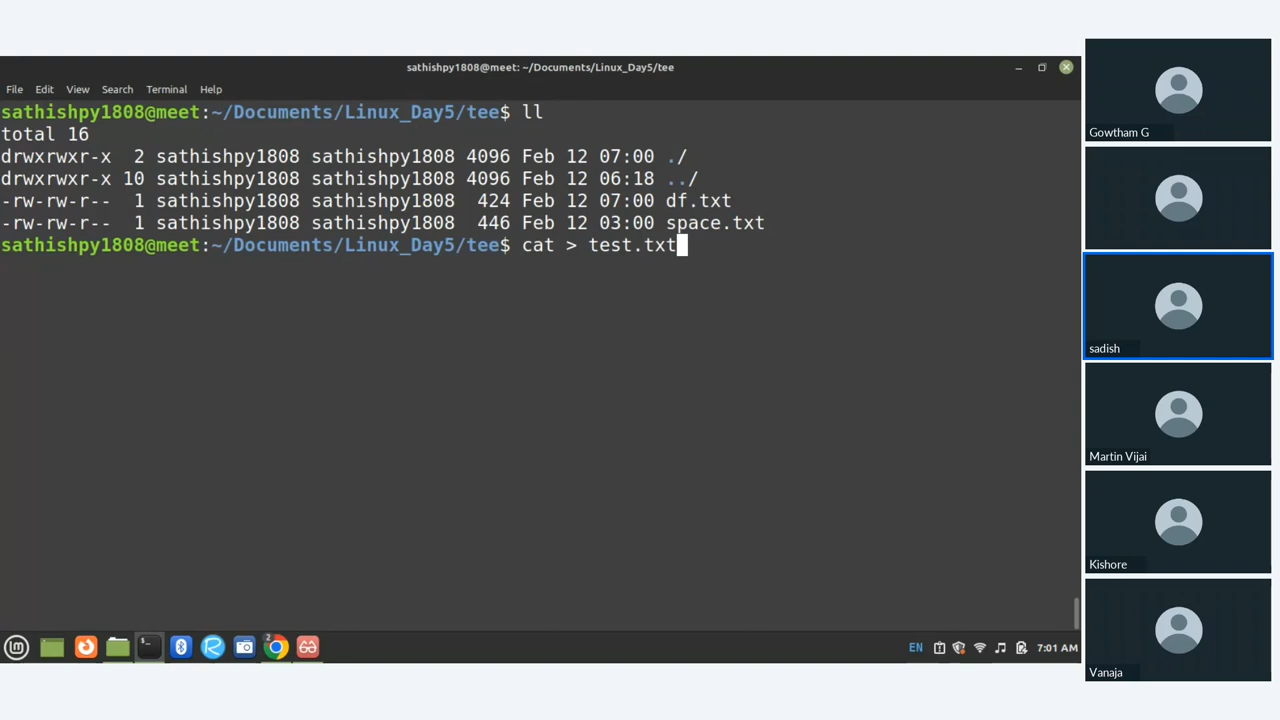 sathishpy1808@meet: ~/Documents/Linux_Day5/tee
File Edit View Search Terminal Help
sathishpy1808@meet:~/Documents/Linux_Day5/tee$ ll
total 16
drwxrwxr-x  2 sathishpy1808 sathishpy1808 4096 Feb 12 07:00 ./
drwxrwxr-x 10 sathishpy1808 sathishpy1808 4096 Feb 12 06:18 ../
-rw-rw-r--  1 sathishpy1808 sathishpy1808  424 Feb 12 07:00 df.txt
-rw-rw-r--  1 sathishpy1808 sathishpy1808  446 Feb 12 03:00 space.txt
sathishpy1808@meet:~/Documents/Linux_Day5/tee$ cat > test.txt
2
EN 7:01 AM
Gowtham G
sadish
Martin Vijai
Kishore
Vanaja